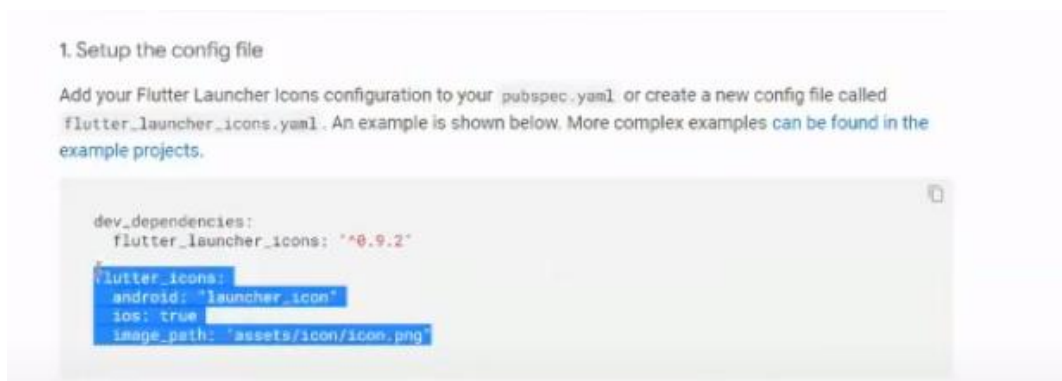 1. Setup the config file
Add your Flutter Launcher Icons configuration to your pubspec.yaml or create a new config file called
flutter_launcher_icons.yaml. An example is shown below. More complex examples can be found in the
example projects.
dev_dependencies:
flutter_launcher_icons: "^0.9.2"
flutter_icons:
android: "launcher_icon"
ios: true
image_path: "assets/icon/icon.png"